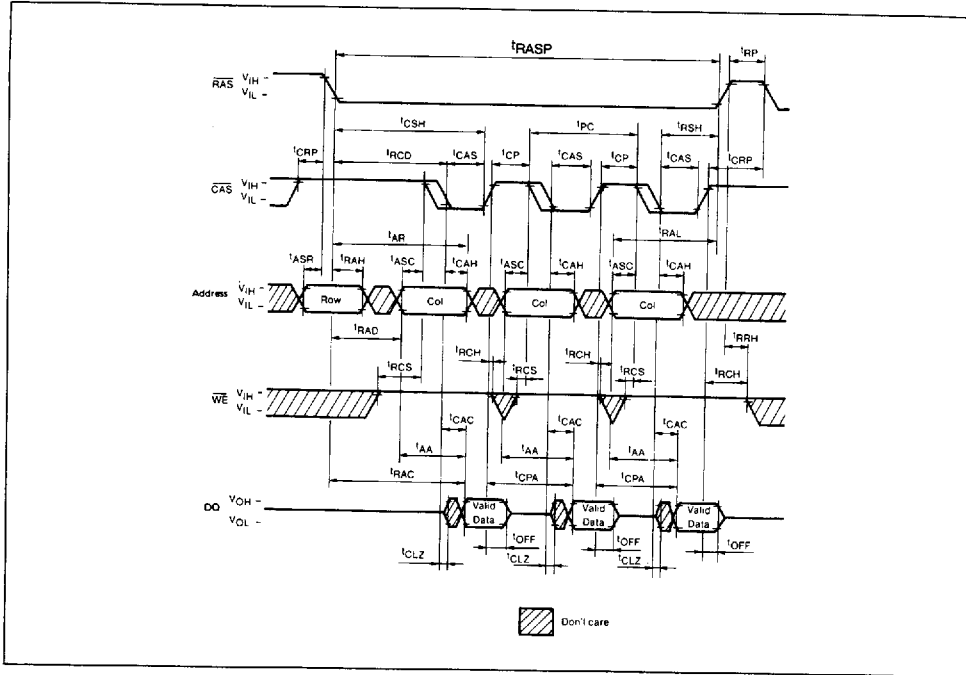 tRASP
tRP
RAS VIH
VIL
tCSH
tPC
tRSH
tCRP
tRCD
tCAS
tCP
tCAS
tCP
tCAS
tCRP
CAS VIH
VIL
tAR
tRAL
tASR
tRAH
tASC
tCAH
tASC
tCAH
tASC
tCAH
Address VIH
VIL
Row
Col
Col
Col
tRAD
tRRH
tRCH
tRCH
tRCS
tRCS
tRCS
tRCH
WE VIH
VIL
tCAC
tCAC
tCAC
tAA
tAA
tAA
tRAC
tCPA
tCPA
DQ VOH
VOL
Valid
Data
Valid
Data
Valid
Data
tOFF
tOFF
tOFF
tCLZ
tCLZ
tCLZ
Don't care